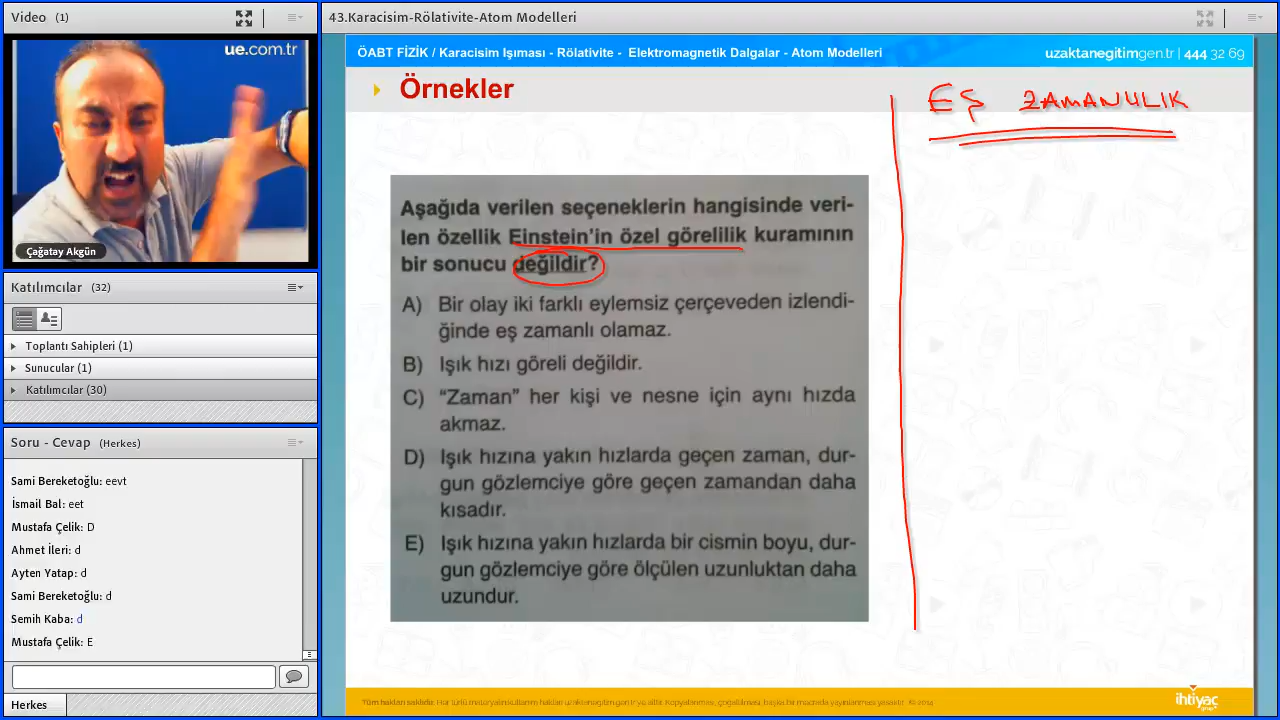 Video (1)
43.Karacisim-Rölativite-Atom Modelleri
ue.com.tr
Çağatay Akgün
ÖABT FİZİK / Karacisim Işıması - Rölativite - Elektromagnetik Dalgalar - Atom Modelleri
uzaktanegitimgen.tr | 444 32 69
Örnekler
EŞ ZAMANLILIK
Aşağıda verilen seçeneklerin hangisinde veri-
len özellik Einstein'in özel görelilik kuramının
bir sonucu değildir?
A) Bir olay iki farklı eylemsiz çerçeveden izlendi-
ğinde eş zamanlı olamaz.
B) Işık hızı göreli değildir.
C) "Zaman" her kişi ve nesne için aynı hızda
akmaz.
D) Işık hızına yakın hızlarda geçen zaman, dur-
gun gözlemciye göre geçen zamandan daha
kısadır.
E) Işık hızına yakın hızlarda bir cismin boyu, dur-
gun gözlemciye göre ölçülen uzunluktan daha
uzundur.
Katılımcılar (32)
Toplantı Sahipleri (1)
Sunucular (1)
Katılımcılar (30)
Soru - Cevap (Herkes)
Sami Bereketoğlu: eevt
İsmail Bal: eet
Mustafa Çelik: D
Ahmet İleri: d
Ayten Yatap: d
Sami Bereketoğlu: d
Semih Kaba: d
Mustafa Çelik: E
Herkes
Tüm hakları saklıdır.
© 2014
ihtiyaç